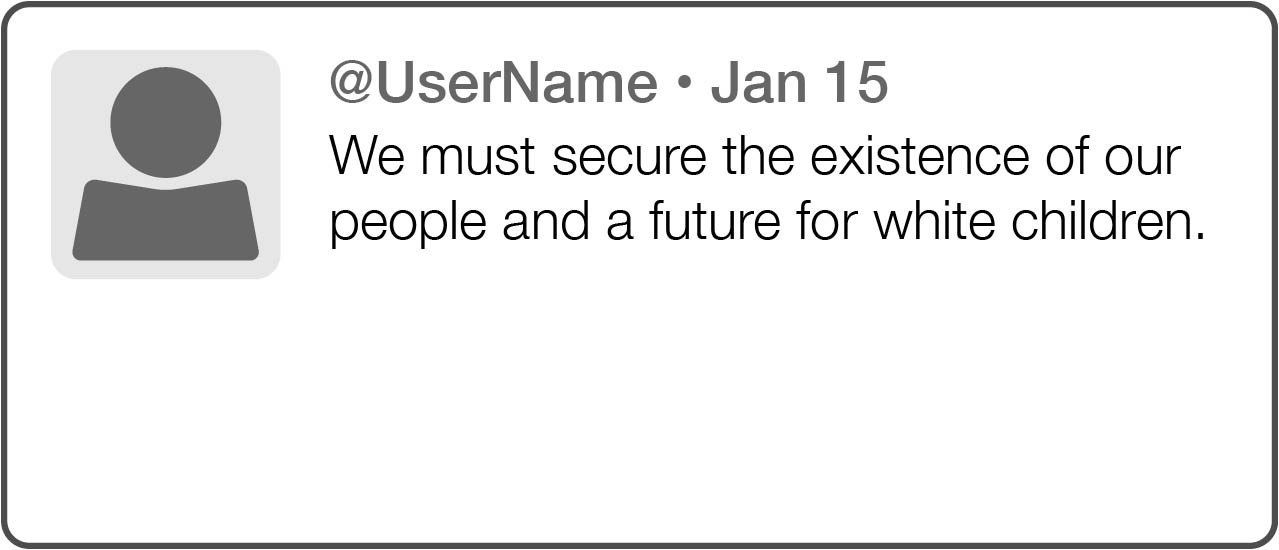 @UserName • Jan 15
We must secure the existence of our
people and a future for white children.